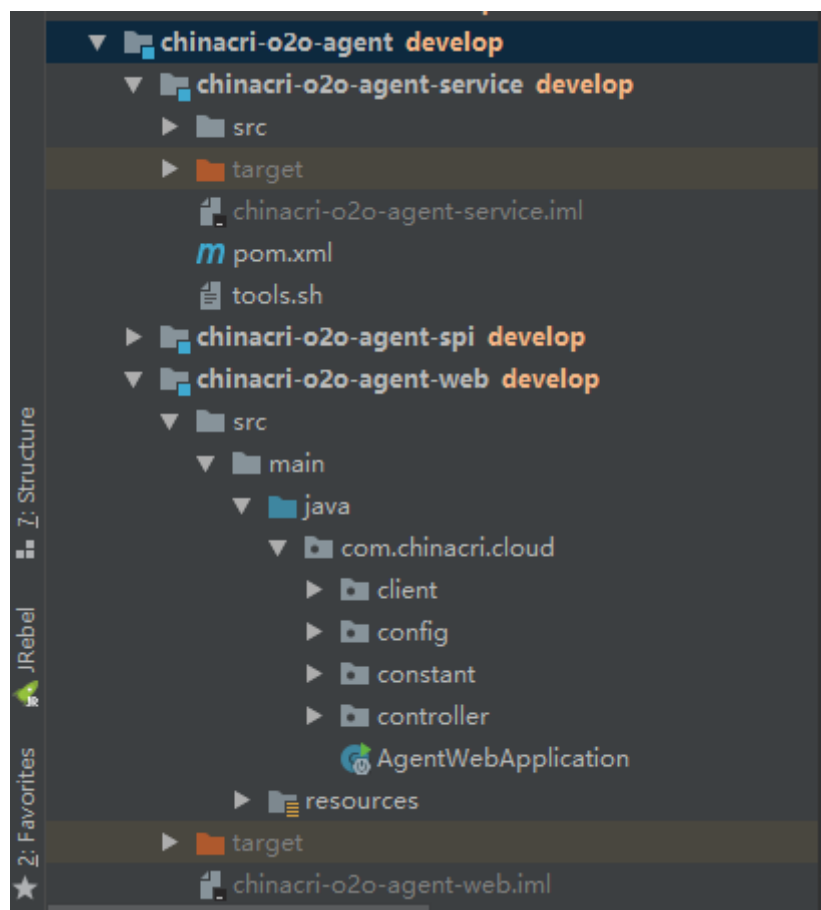 chinacri-o2o-agent develop
chinacri-o2o-agent-service develop
src
target
chinacri-o2o-agent-service.iml
pom.xml
tools.sh
chinacri-o2o-agent-spi develop
chinacri-o2o-agent-web develop
src
main
java
com.chinacri.cloud
client
config
constant
controller
AgentWebApplication
resources
target
chinacri-o2o-agent-web.iml
7: Structure
JRebel
2: Favorites